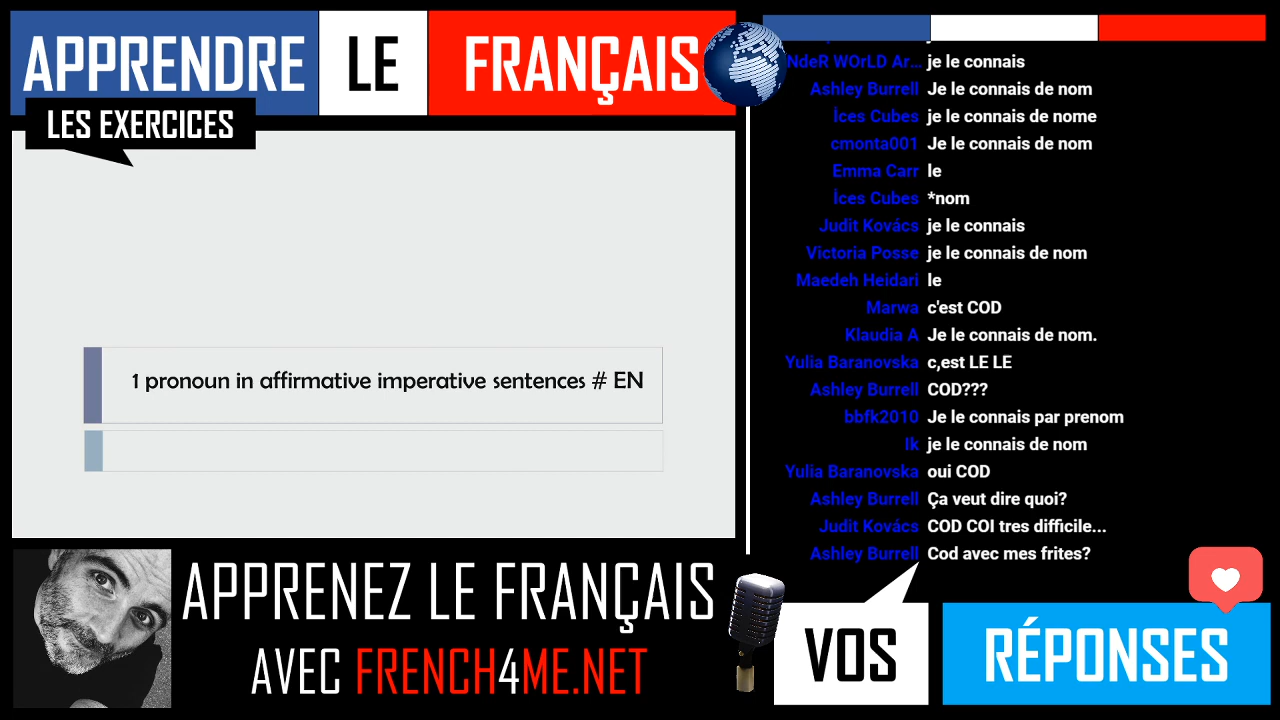 APPRENDRE LE FRANÇAIS
LES EXERCICES
1 pronoun in affirmative imperative sentences # EN
APPRENEZ LE FRANÇAIS
AVEC FRENCH4ME.NET
NdeR WOrLD Ar... je le connais
Ashley Burrell Je le connais de nom
İces Cubes je le connais de nome
cmonta001 Je le connais de nom
Emma Carr le
İces Cubes *nom
Judit Kovács je le connais
Victoria Posse je le connais de nom
Maedeh Heidari le
Marwa c'est COD
Klaudia A Je le connais de nom.
Yulia Baranovska c,est LE LE
Ashley Burrell COD???
bbfk2010 Je le connais par prenom
Ik je le connais de nom
Yulia Baranovska oui COD
Ashley Burrell Ça veut dire quoi?
Judit Kovács COD COI tres difficile...
Ashley Burrell Cod avec mes frites?
VOS RÉPONSES